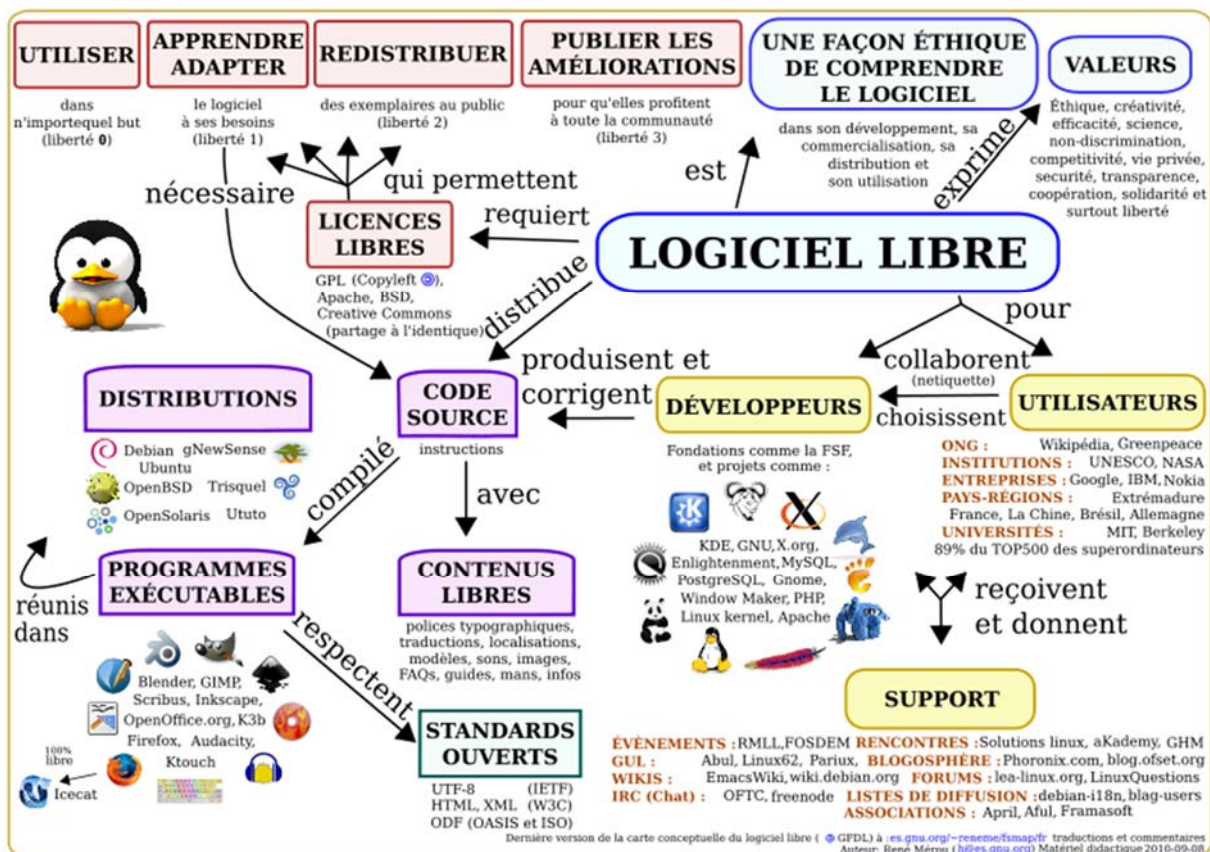 UTILISER
dans
n'importequel but
(liberté 0)
APPRENDRE
ADAPTER
le logiciel
à ses besoins
(liberté 1)
REDISTRIBUER
des exemplaires au public
(liberté 2)
PUBLIER LES
AMÉLIORATIONS
pour qu'elles profitent
à toute la communauté
(liberté 3)
UNE FAÇON ÉTHIQUE
DE COMPRENDRE
LE LOGICIEL
dans son développement, sa
commercialisation, sa
distribution et
son utilisation
VALEURS
Éthique, créativité,
efficacité, science,
non-discrimination,
competitivité, vie privée,
securité, transparence,
coopération, solidarité et
surtout liberté
nécessaire
qui permettent
est
exprime
LICENCES
LIBRES
GPL (Copyleft),
Apache, BSD,
Creative Commons
(partage à l'identique)
requiert
LOGICIEL LIBRE
distribue
pour
produisent et
corrigent
collaborent
(netiquette)
choisissent
DISTRIBUTIONS
Debian gNewSense
Ubuntu
OpenBSD Trisquel
OpenSolaris Ututo
CODE
SOURCE
instructions
DÉVELOPPEURS
Fondations comme la FSF,
et projets comme :
KDE, GNU, X.org,
Enlightenment, MySQL,
PostgreSQL, Gnome,
Window Maker, PHP,
Linux kernel, Apache
UTILISATEURS
ONG : Wikipédia, Greenpeace
INSTITUTIONS : UNESCO, NASA
ENTREPRISES : Google, IBM, Nokia
PAYS-RÉGIONS : Extrémadure
France, La Chine, Brésil, Allemagne
UNIVERSITÉS : MIT, Berkeley
89% du TOP500 des superordinateurs
compilé
avec
réunis
dans
PROGRAMMES
EXÉCUTABLES
Blender, GIMP,
Scribus, Inkscape,
OpenOffice.org, K3b
Firefox, Audacity,
Ktouch
100%
libre
Icecat
respectent
CONTENUS
LIBRES
polices typographiques,
traductions, localisations,
modèles, sons, images,
FAQs, guides, mans, infos
reçoivent
et donnent
STANDARDS
OUVERTS
UTF-8 (IETF)
HTML, XML (W3C)
ODF (OASIS et ISO)
SUPPORT
ÉVÈNEMENTS : RMLL, FOSDEM RENCONTRES : Solutions linux, aKademy, GHM
GUL : Abul, Linux62, Pariux, BLOGOSPHÈRE : Phoronix.com, blog.ofset.org
WIKIS : EmacsWiki, wiki.debian.org FORUMS : lea-linux.org, LinuxQuestions
IRC (Chat) : OFTC, freenode LISTES DE DIFFUSION : debian-i18n, blag-users
ASSOCIATIONS : April, Aful, Framasoft
Dernière version de la carte conceptuelle du logiciel libre ( GFDL) à : es.gnu.org/~reneme/fsmap/fr traductions et commentaires
Auteur: René Mérou (h@es.gnu.org) Matériel didactique 2010-09-08